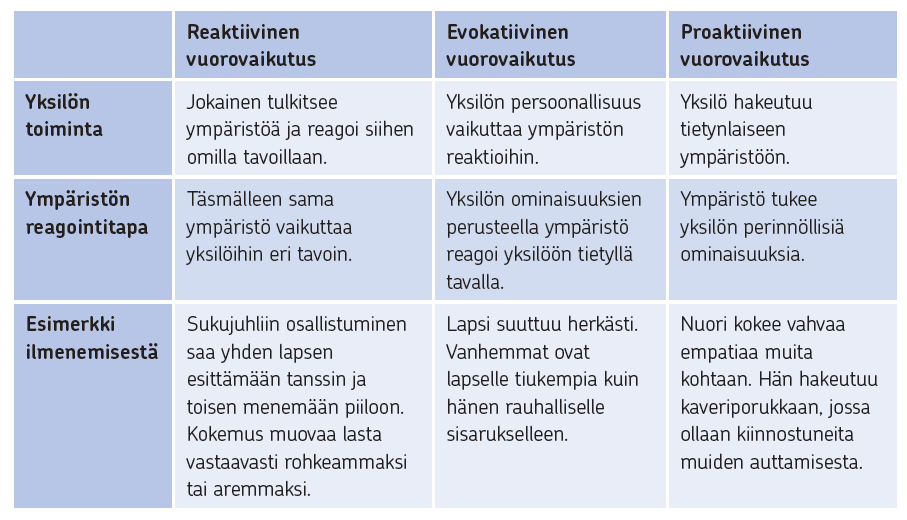 Reaktiivinen
vuorovaikutus
Evokatiivinen
vuorovaikutus
Proaktiivinen
vuorovaikutus
Yksilön
toiminta
Jokainen tulkitsee
ympäristöä ja reagoi siihen
omilla tavoillaan.
Yksilön persoonallisuus
vaikuttaa ympäristön
reaktioihin.
Yksilö hakeutuu
tietynlaiseen
ympäristöön.
Ympäristön
reagointitapa
Täsmälleen sama
ympäristö vaikuttaa
yksilöihin eri tavoin.
Yksilön ominaisuuksien
perusteella ympäristö
reagoi yksilöön tietyllä
tavalla.
Ympäristö tukee
yksilön perinnöllisiä
ominaisuuksia.
Esimerkki
ilmenemisestä
Sukujuhliin osallistuminen
saa yhden lapsen
esittämään tanssin ja
toisen menemään piiloon.
Kokemus muovaa lasta
vastaavasti rohkeammaksi
tai aremmaksi.
Lapsi suuttuu herkästi.
Vanhemmat ovat
lapselle tiukempia kuin
hänen rauhalliselle
sisarukselleen.
Nuori kokee vahvaa
empatiaa muita
kohtaan. Hän hakeutuu
kaveriporukkaan, jossa
ollaan kiinnostuneita
muiden auttamisesta.